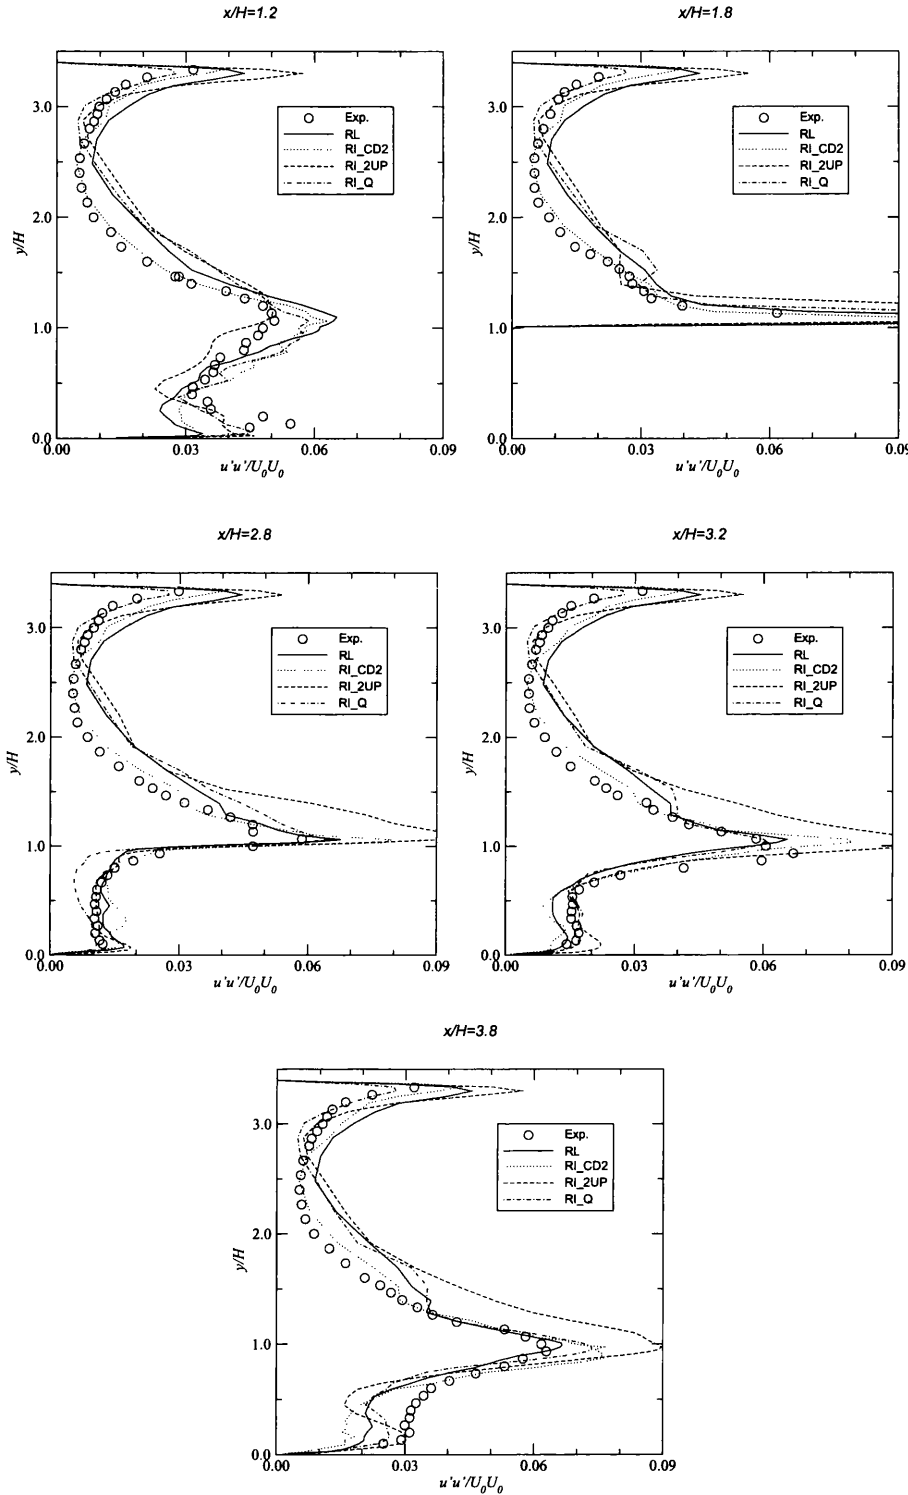 x/H=1.2
3.0
2.0
1.0
0.0
y/H
Exp.
RL
RI_CD2
RI_2UP
RI_Q
0.00 0.03 0.06 0.09
u'u'/U₀U₀
x/H=1.8
3.0
2.0
1.0
0.0
y/H
Exp.
RL
RI_CD2
RI_2UP
RI_Q
0.00 0.03 0.06 0.09
u'u'/U₀U₀
x/H=2.8
3.0
2.0
1.0
0.0
y/H
Exp.
RL
RI_CD2
RI_2UP
RI_Q
0.00 0.03 0.06 0.09
u'u'/U₀U₀
x/H=3.2
3.0
2.0
1.0
0.0
y/H
Exp.
RL
RI_CD2
RI_2UP
RI_Q
0.00 0.03 0.06 0.09
u'u'/U₀U₀
x/H=3.8
3.0
2.0
1.0
0.0
y/H
Exp.
RL
RI_CD2
RI_2UP
RI_Q
0.00 0.03 0.06 0.09
u'u'/U₀U₀